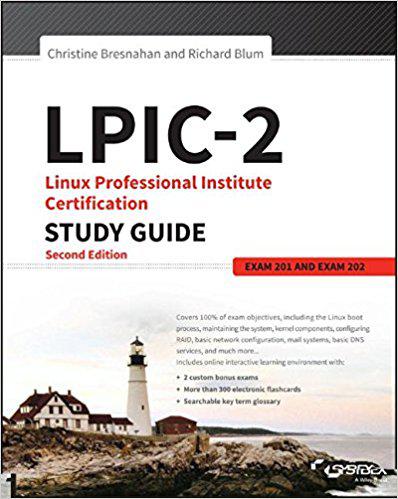 Christine Bresnahan and Richard Blum
LPIC-2
Linux Professional Institute
Certification
STUDY GUIDE
Second Edition
EXAM 201 AND EXAM 202
Covers 100% of exam objectives, including the Linux boot
process, maintaining the system, kernel components, configuring
RAID, basic network configuration, mail systems, basic DNS
services, and much more...
Includes online interactive learning environment with:
• 2 custom bonus exams
• More than 300 electronic flashcards
• Searchable key term glossary
SYBEX
A Wiley Brand
1